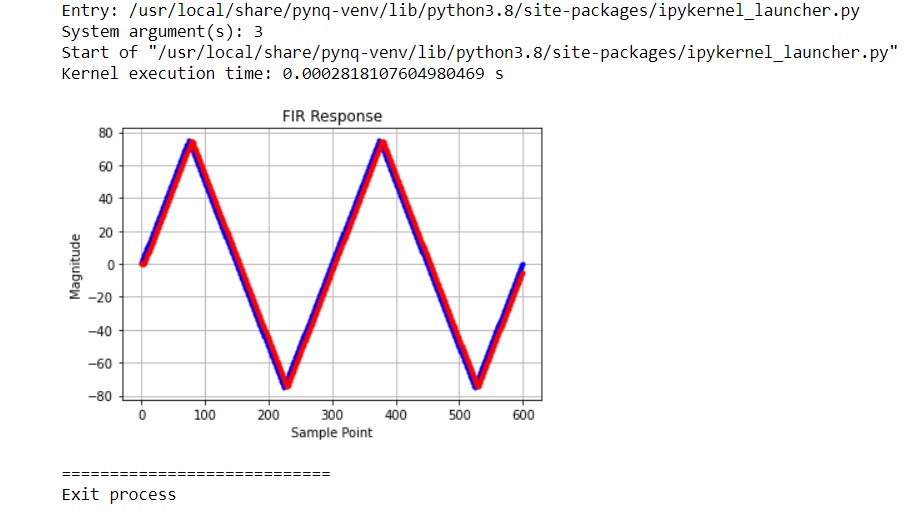 Entry: /usr/local/share/pynq-venv/lib/python3.8/site-packages/ipykernel_launcher.py
System argument(s): 3
Start of "/usr/local/share/pynq-venv/lib/python3.8/site-packages/ipykernel_launcher.py"
Kernel execution time: 0.0002818107604980469 s
FIR Response
80
60
40
20
0
−20
−40
−60
−80
Magnitude
0 100 200 300 400 500 600
Sample Point
============================
Exit process